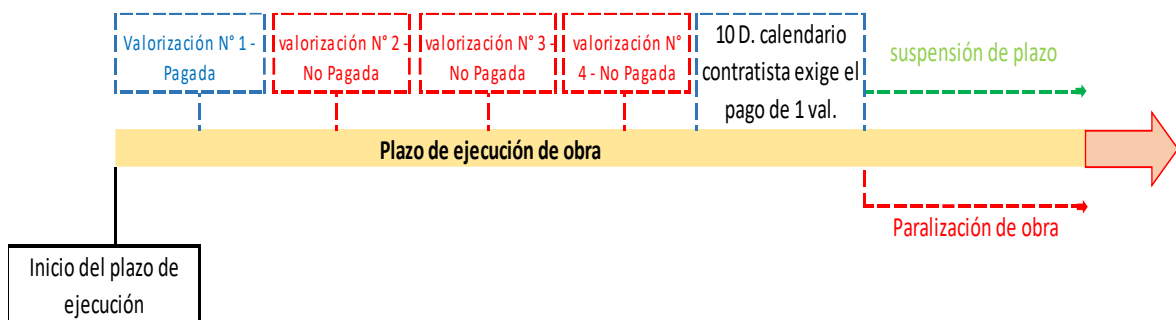 Valorización N° 1 -
Pagada
valorización N° 2 -
No Pagada
valorización N° 3 -
No Pagada
valorización N°
4 - No Pagada
10 D. calendario
contratista exige el
pago de 1 val.
suspensión de plazo
Plazo de ejecución de obra
Paralización de obra
Inicio del plazo de
ejecución